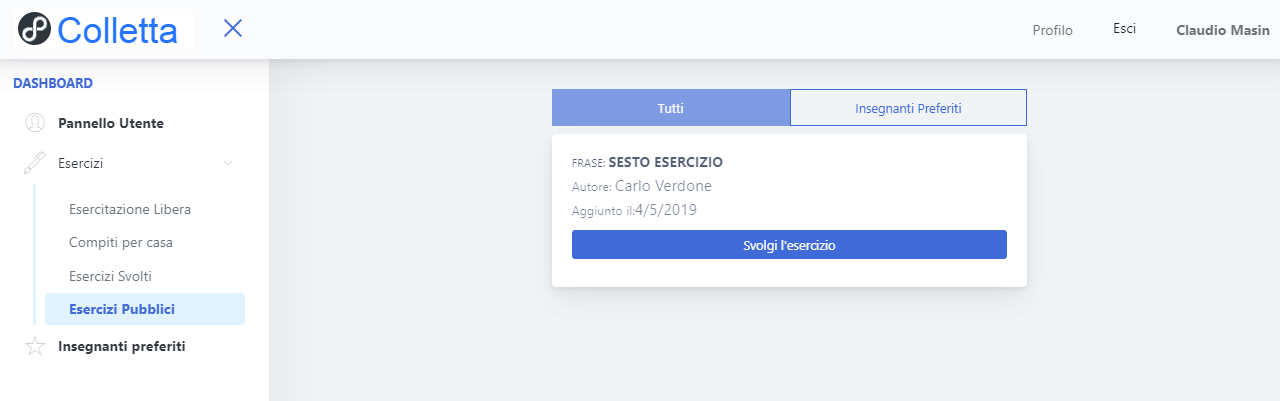 Colletta
Profilo
Esci
Claudio Masin
DASHBOARD
Pannello Utente
Esercizi
Esercitazione Libera
Compiti per casa
Esercizi Svolti
Esercizi Pubblici
Insegnanti preferiti
Tutti
Insegnanti Preferiti
FRASE: SESTO ESERCIZIO
Autore: Carlo Verdone
Aggiunto il:4/5/2019
Svolgi l'esercizio